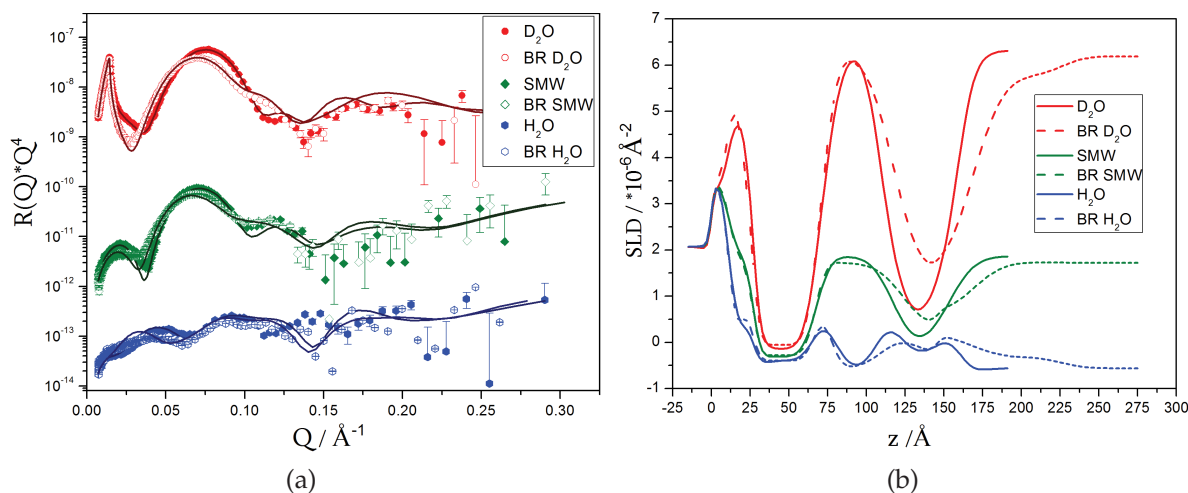 10⁻⁷
10⁻⁸
10⁻⁹
10⁻¹⁰
10⁻¹¹
10⁻¹²
10⁻¹³
10⁻¹⁴
R(Q)*Q⁴
0.00 0.05 0.10 0.15 0.20 0.25 0.30
Q / Å⁻¹
D₂O
BR D₂O
SMW
BR SMW
H₂O
BR H₂O
(a)
7
6
5
4
3
2
1
0
-1
SLD / *10⁻⁶ Å⁻²
-25 0 25 50 75 100 125 150 175 200 225 250 275 300
z /Å
D₂O
BR D₂O
SMW
BR SMW
H₂O
BR H₂O
(b)